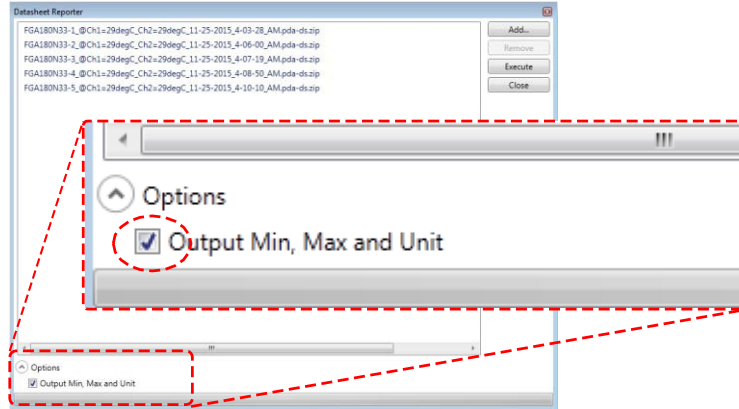 Datasheet Reporter
FGA180N33-1_@Ch1=29degC_Ch2=29degC_11-25-2015_4-03-28_AM.pda-ds.zip
FGA180N33-2_@Ch1=29degC_Ch2=29degC_11-25-2015_4-06-00_AM.pda-ds.zip
FGA180N33-3_@Ch1=29degC_Ch2=29degC_11-25-2015_4-07-19_AM.pda-ds.zip
FGA180N33-4_@Ch1=29degC_Ch2=29degC_11-25-2015_4-08-50_AM.pda-ds.zip
FGA180N33-5_@Ch1=29degC_Ch2=29degC_11-25-2015_4-10-10_AM.pda-ds.zip
Add...
Remove
Execute
Close
Options
Output Min, Max and Unit
Options
Output Min, Max and Unit